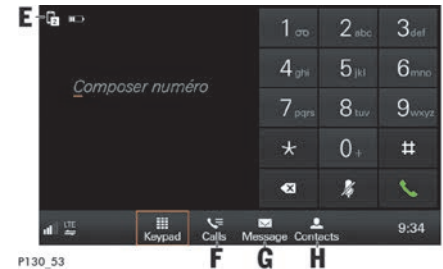 E
2
1 2 abc 3 def
4 ghi 5 jkl 6 mno
Composer numéro
7 pqrs 8 tuv 9 wxyz
* 0 + #
LTE
Keypad Calls Message Contacts 9:34
P130_53 F G H